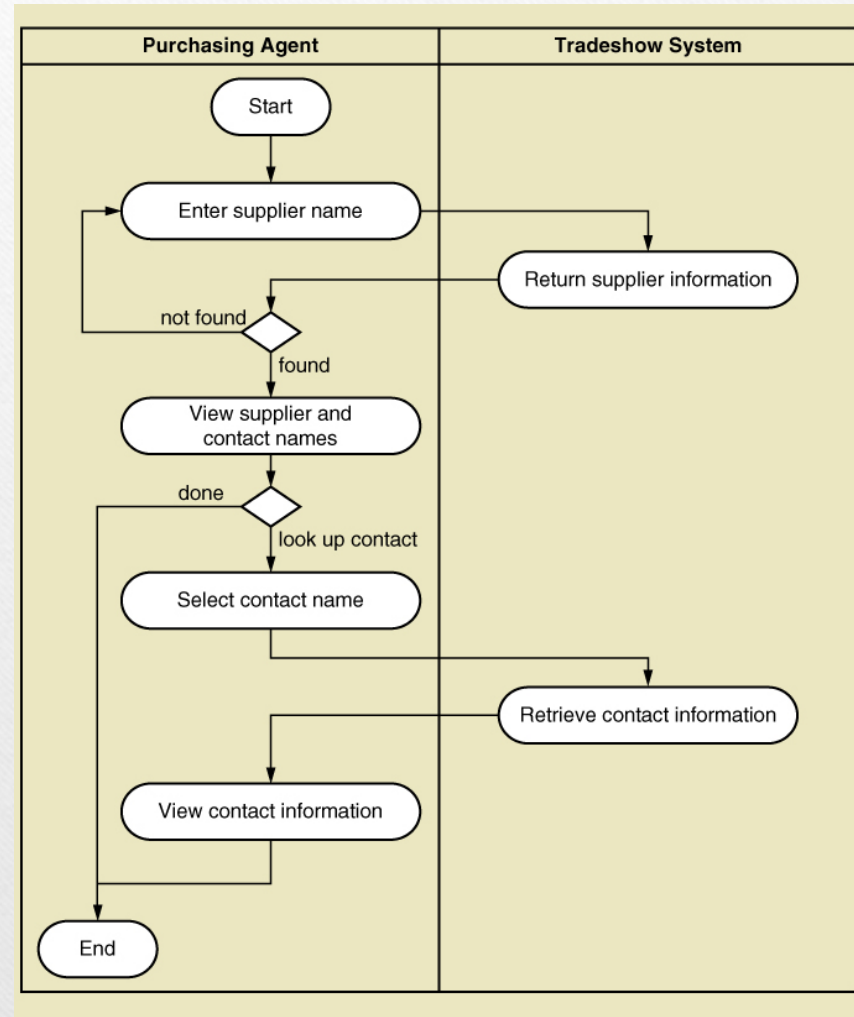 Purchasing Agent
Tradeshow System
Start
Enter supplier name
Return supplier information
not found
found
View supplier and
contact names
done
look up contact
Select contact name
Retrieve contact information
View contact information
End